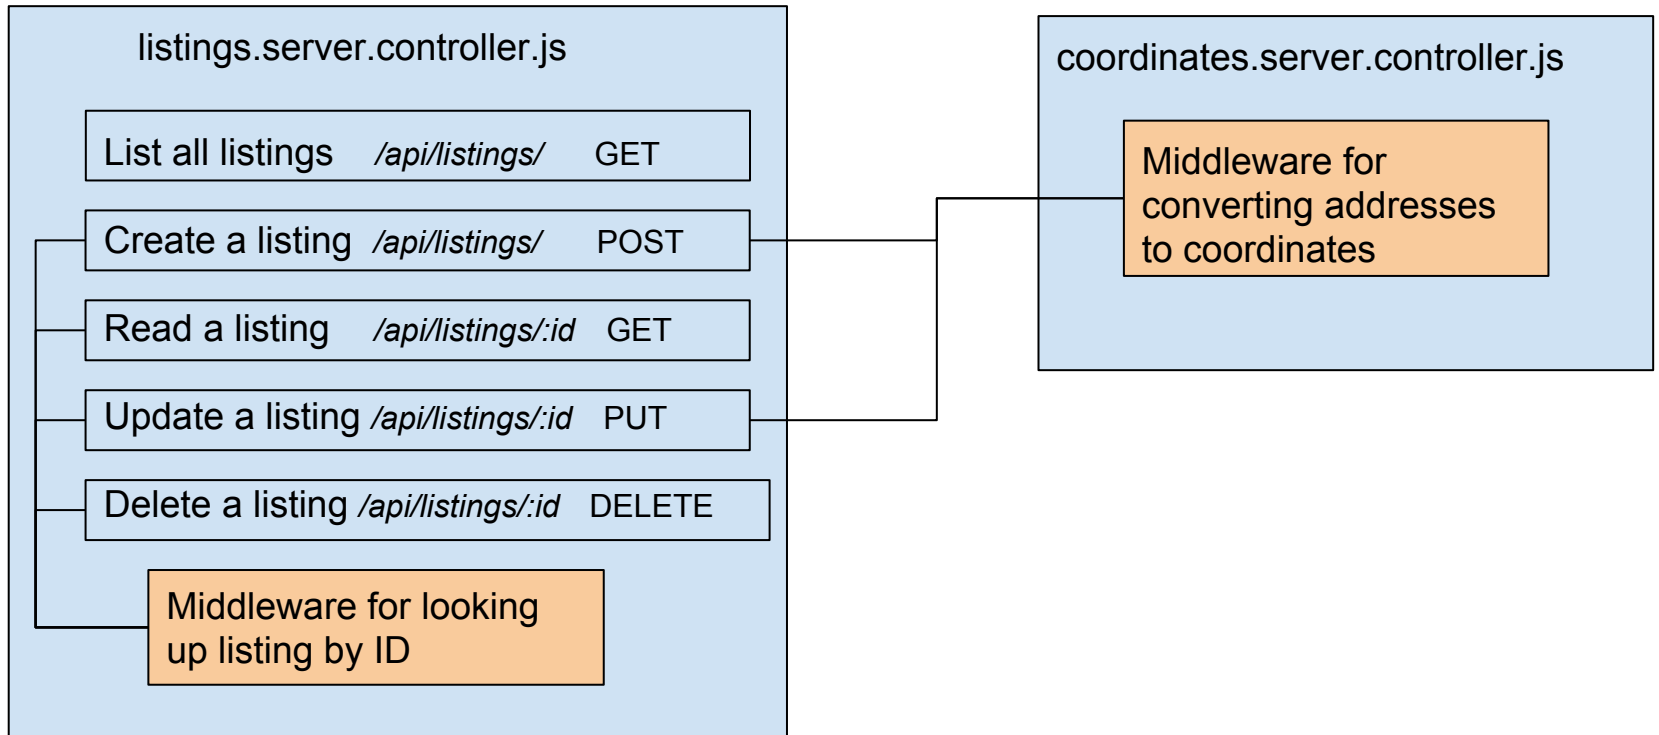 listings.server.controller.js
List all listings /api/listings/ GET
Create a listing /api/listings/ POST
Read a listing /api/listings/:id GET
Update a listing /api/listings/:id PUT
Delete a listing /api/listings/:id DELETE
Middleware for looking
up listing by ID
coordinates.server.controller.js
Middleware for
converting addresses
to coordinates